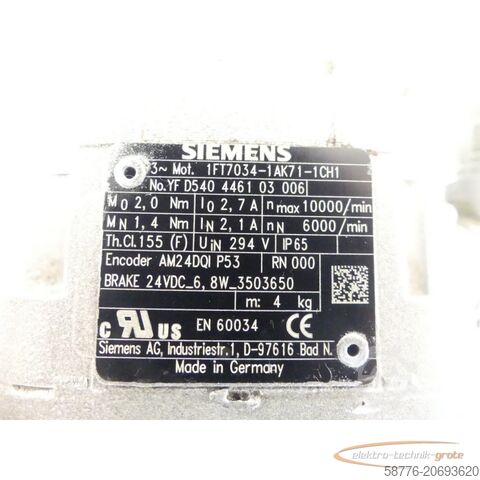 SIEMENS
3~ Mot. 1FT7034-1AK71-1CH1
No.YF D540 4461 03 006
M0 2,0 Nm I0 2,7 A nmax 10000/min
MN 1,4 Nm IN 2,1 A nN 6000/min
Th.Cl.155 (F) UiN 294 V IP65
Encoder AM24DQI P53 RN 000
BRAKE 24VDC_6,8W_3503650
m: 4 kg
c RU US EN 60034 CE
Siemens AG, Industriestr.1, D-97616 Bad N.
Made in Germany
elektro-technik-grote
58776-20693620